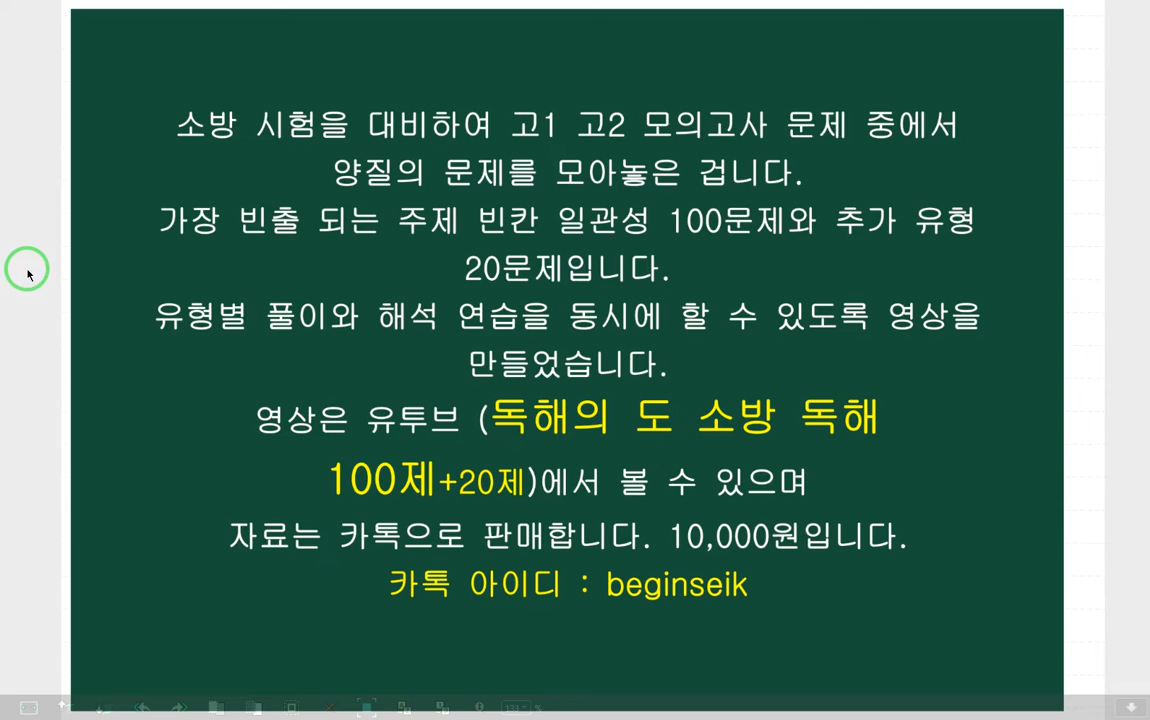 소방 시험을 대비하여 고1 고2 모의고사 문제 중에서
양질의 문제를 모아놓은 겁니다.
가장 빈출 되는 주제 빈칸 일관성 100문제와 추가 유형
20문제입니다.
유형별 풀이와 해석 연습을 동시에 할 수 있도록 영상을
만들었습니다.
영상은 유투브 (독해의 도 소방 독해
100제+20제)에서 볼 수 있으며
자료는 카톡으로 판매합니다. 10,000원입니다.
카톡 아이디 : beginseik
133 %